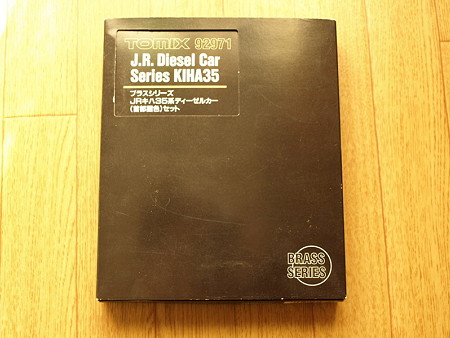 TOMIX 92971
J.R. Diesel Car
Series KIHA35
ブラスシリーズ
JRキハ35系ディーゼルカー
(首都圏色)セット
BRASS
SERIES